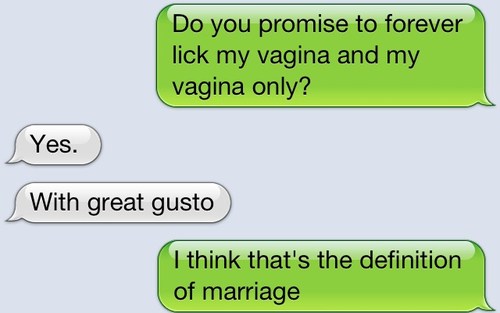 Do you promise to forever
lick my vagina and my
vagina only?
Yes.
With great gusto
I think that's the definition
of marriage